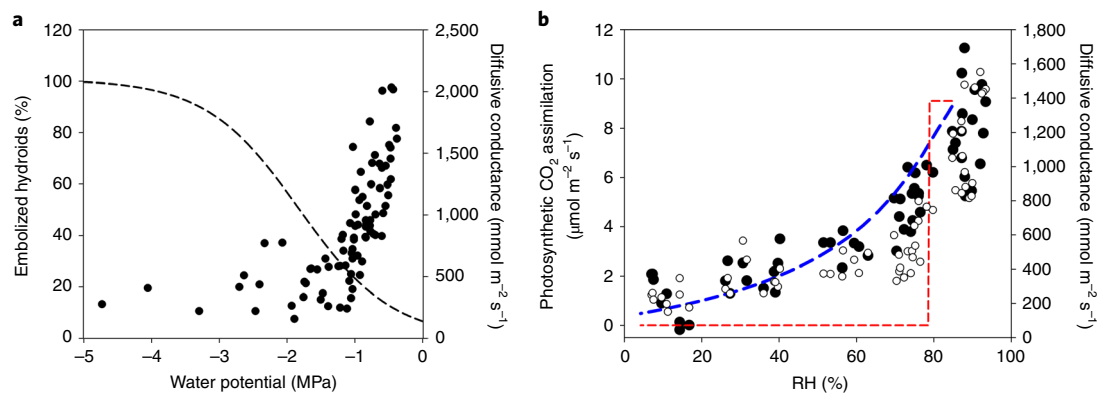 a
120
100
80
60
40
20
0
Embolized hydroids (%)
2,500
2,000
1,500
1,000
500
0
Diffusive conductance (mmol m−2 s−1)
−5 −4 −3 −2 −1 0
Water potential (MPa)
b
12
10
8
6
4
2
0
Photosynthetic CO2 assimilation
(μmol m−2 s−1)
1,800
1,600
1,400
1,200
1,000
800
600
400
200
0
Diffusive conductance (mmol m−2 s−1)
0 20 40 60 80 100
RH (%)